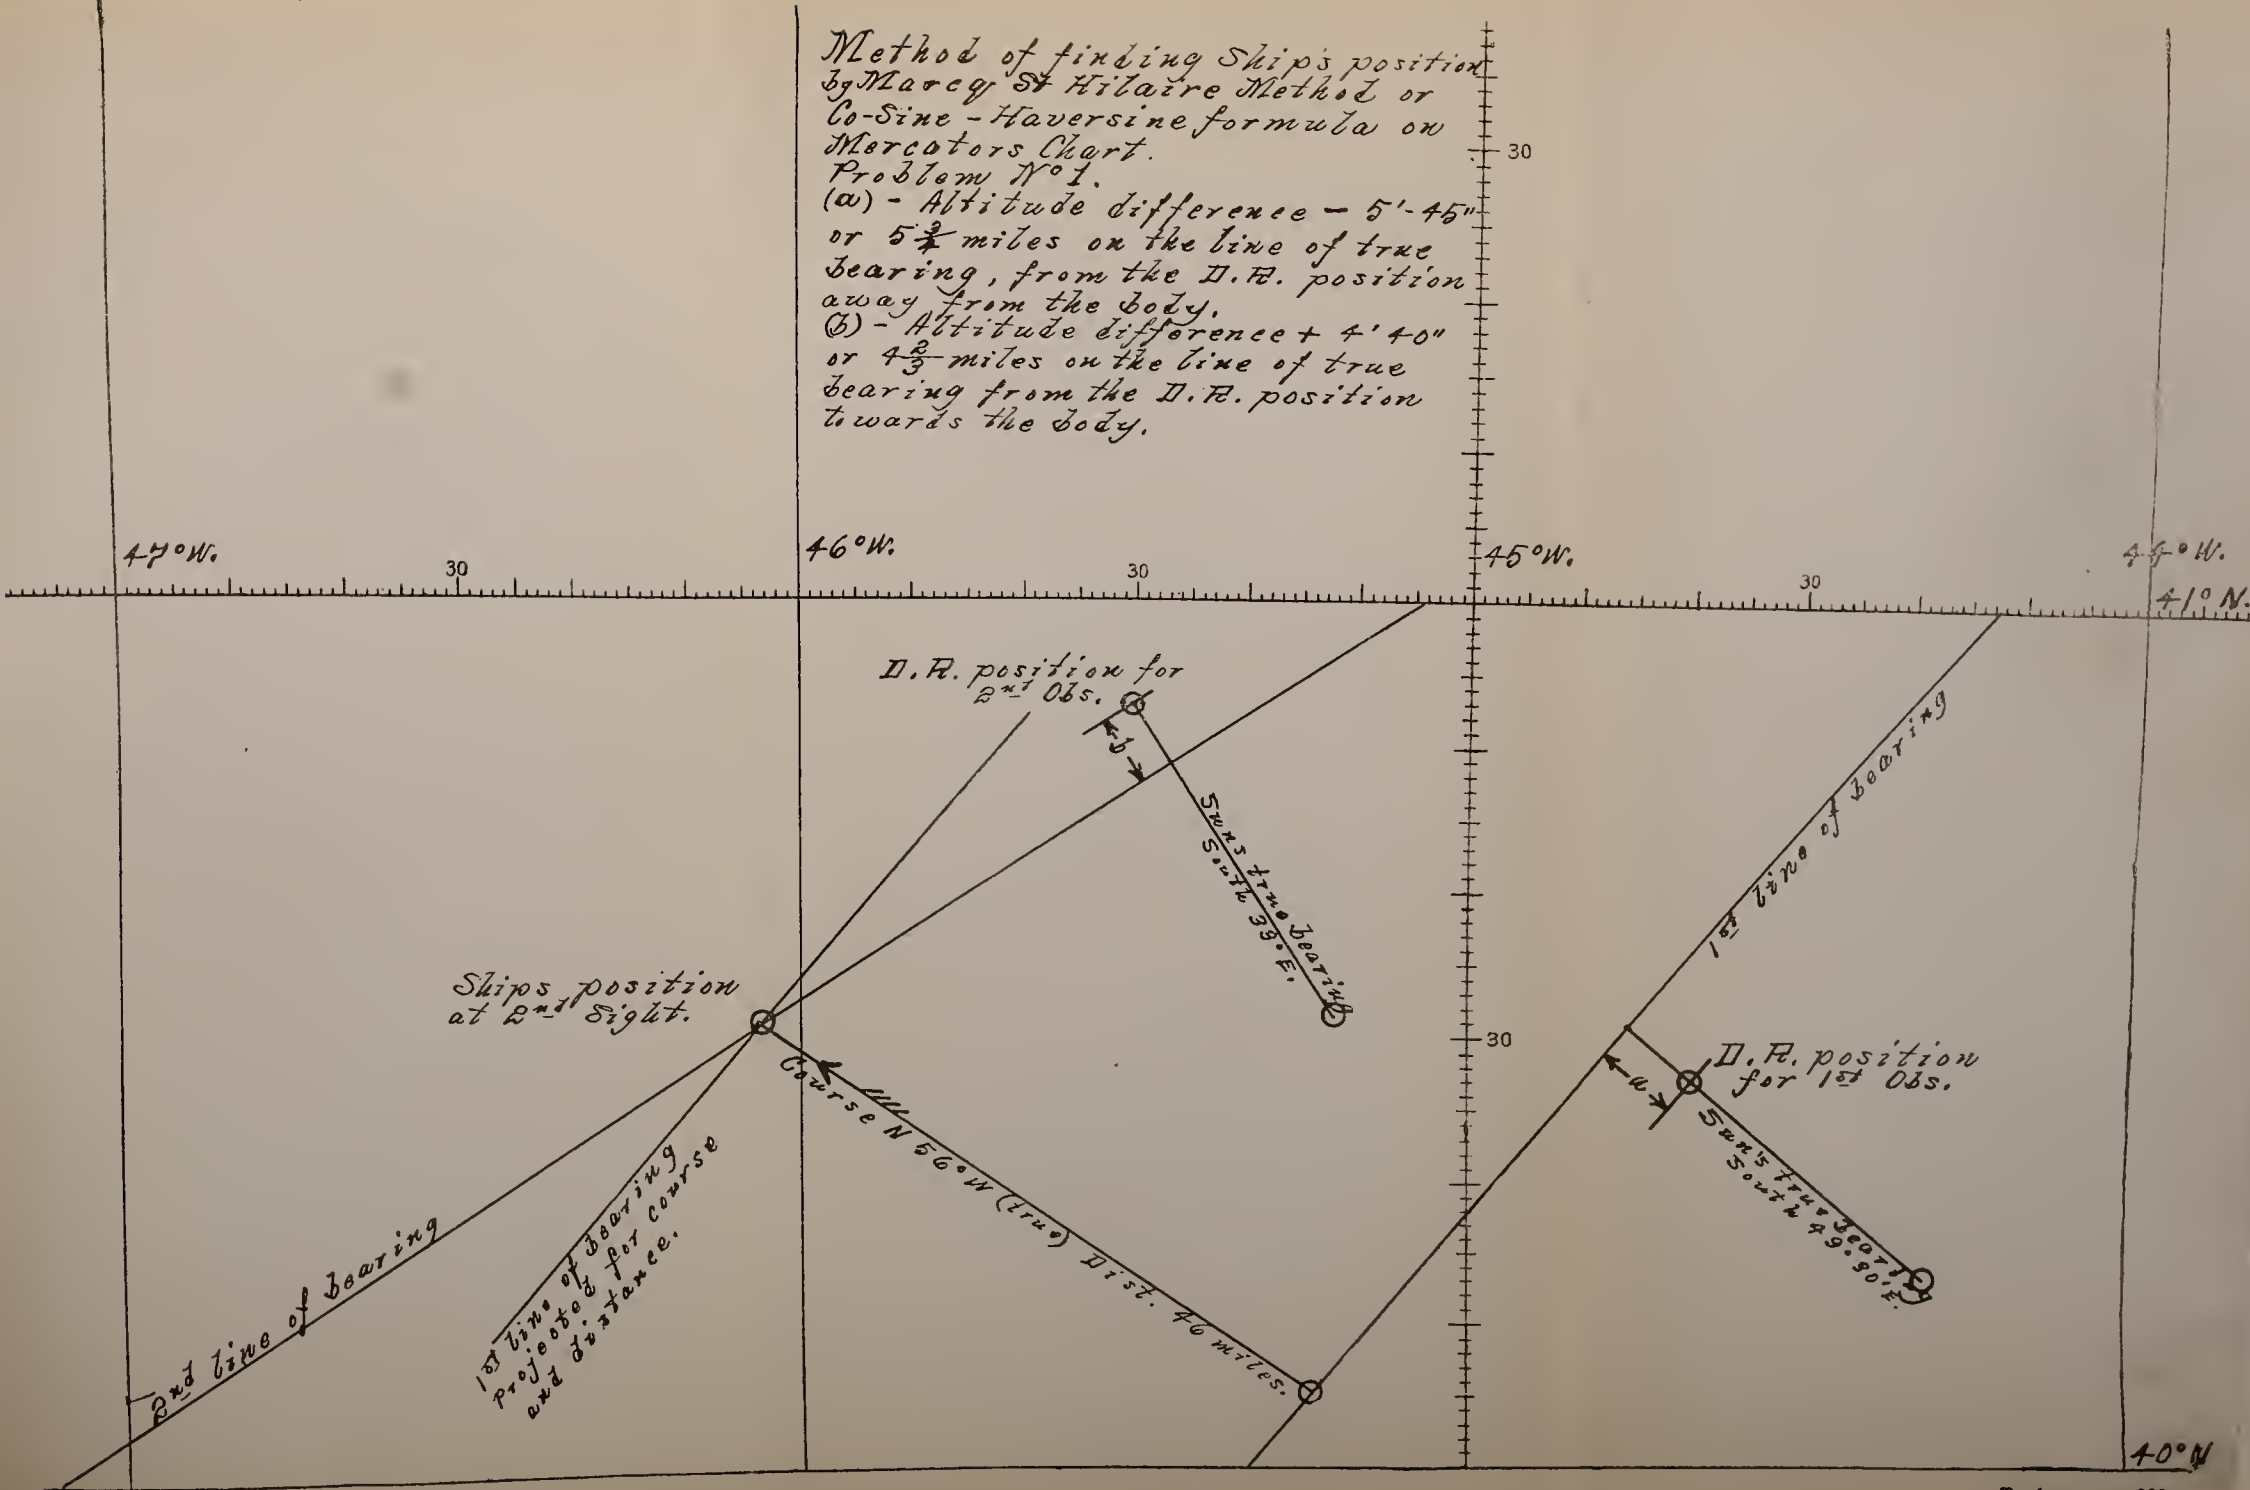 Method of finding Ship's position
by Marcq St Hilaire Method or
Co-Sine - Haversine formula on
Mercators Chart.
Problem Nº 1.
(a) - Altitude difference - 5'-45"
or 5 3/4 miles on the line of true
bearing, from the D.R. position
away from the body.
(b) - Altitude difference + 4' 40"
or 4 2/3 miles on the line of true
bearing from the D.R. position
towards the body.
30
47° W.
30
46° W.
30
45° W.
30
44° W.
41° N.
D.R. position for
2nd Obs.
b
Suns true bearing
South 33° E.
1st line of bearing
Ships position
at 2nd Sight.
30
D.R. position
for 1st Obs.
a
Sun's true bearing
South 49° 30' E.
Course N 56° W (true) Dist. 46 miles.
1st line of bearing
projected for course
and distance.
2nd line of bearing
40° N